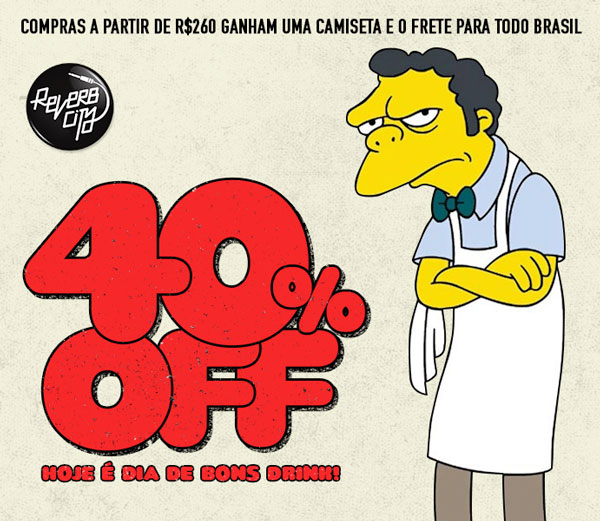 COMPRAS A PARTIR DE R$260 GANHAM UMA CAMISETA E O FRETE PARA TODO BRASIL
REVERB
CITY
40%
OFF
HOJE É DIA DE BONS DRINK!